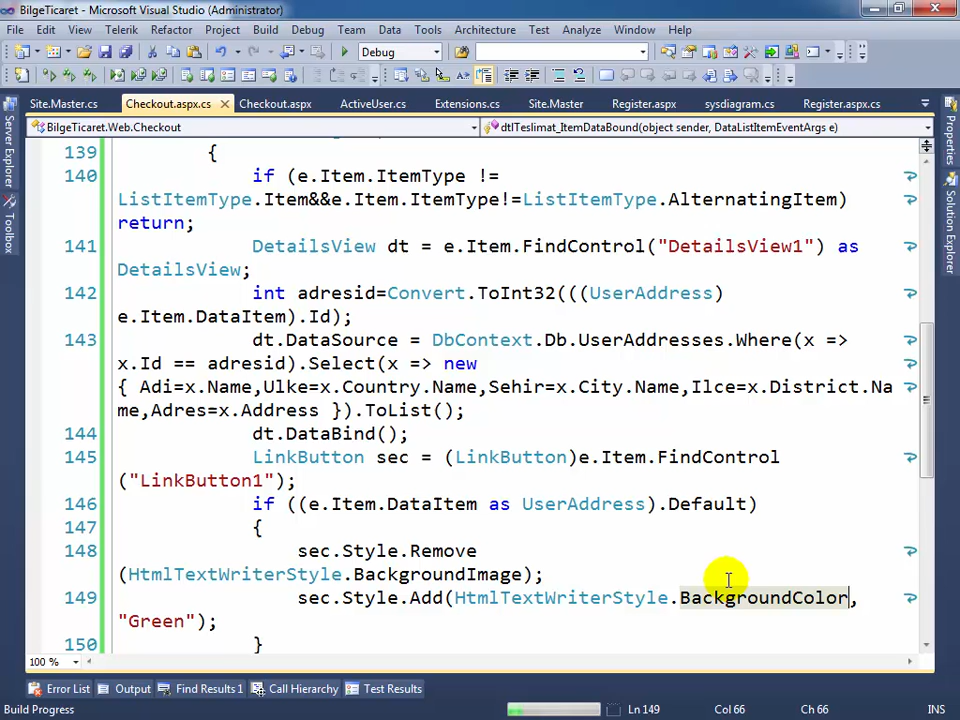 BilgeTicaret - Microsoft Visual Studio (Administrator)
File Edit View Telerik Refactor Project Build Debug Team Data Tools Architecture Test Analyze Window Help
Debug
Site.Master.cs Checkout.aspx.cs Checkout.aspx ActiveUser.cs Extensions.cs Site.Master Register.aspx sysdiagram.cs Register.aspx.cs
BilgeTicaret.Web.Checkout dtlTeslimat_ItemDataBound(object sender, DataListItemEventArgs e)
139 {
140 if (e.Item.ItemType !=
ListItemType.Item&&e.Item.ItemType!=ListItemType.AlternatingItem)
return;
141 DetailsView dt = e.Item.FindControl("DetailsView1") as
DetailsView;
142 int adresid=Convert.ToInt32(((UserAddress)
e.Item.DataItem).Id);
143 dt.DataSource = DbContext.Db.UserAddresses.Where(x =>
x.Id == adresid).Select(x => new
{ Adi=x.Name,Ulke=x.Country.Name,Sehir=x.City.Name,Ilce=x.District.Na
me,Adres=x.Address }).ToList();
144 dt.DataBind();
145 LinkButton sec = (LinkButton)e.Item.FindControl
("LinkButton1");
146 if ((e.Item.DataItem as UserAddress).Default)
147 {
148 sec.Style.Remove
(HtmlTextWriterStyle.BackgroundImage);
149 sec.Style.Add(HtmlTextWriterStyle.BackgroundColor,
"Green");
150 }
100 %
Error List Output Find Results 1 Call Hierarchy Test Results
Build Progress Ln 149 Col 66 Ch 66 INS
Server Explorer
Toolbox
Properties
Solution Explorer